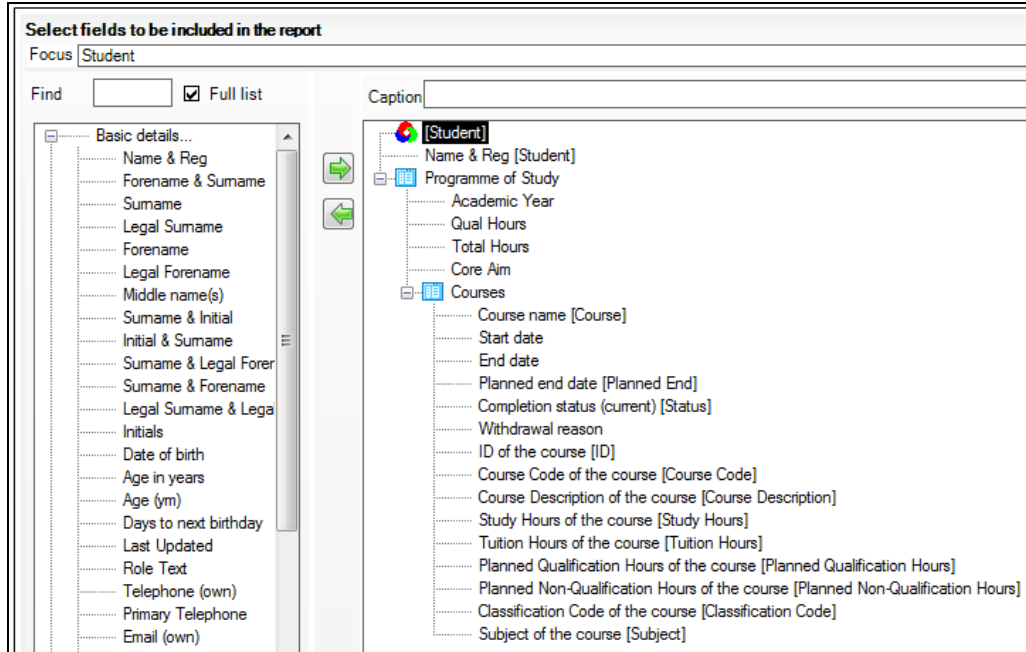 Select fields to be included in the report
Focus Student
Find
Full list
Caption
Basic details...
Name & Reg
Forename & Surname
Surname
Legal Surname
Forename
Legal Forename
Middle name(s)
Surname & Initial
Initial & Surname
Surname & Legal Forer
Surname & Forename
Legal Surname & Lega
Initials
Date of birth
Age in years
Age (ym)
Days to next birthday
Last Updated
Role Text
Telephone (own)
Primary Telephone
Email (own)
[Student]
Name & Reg [Student]
Programme of Study
Academic Year
Qual Hours
Total Hours
Core Aim
Courses
Course name [Course]
Start date
End date
Planned end date [Planned End]
Completion status (current) [Status]
Withdrawal reason
ID of the course [ID]
Course Code of the course [Course Code]
Course Description of the course [Course Description]
Study Hours of the course [Study Hours]
Tuition Hours of the course [Tuition Hours]
Planned Qualification Hours of the course [Planned Qualification Hours]
Planned Non-Qualification Hours of the course [Planned Non-Qualification Hours]
Classification Code of the course [Classification Code]
Subject of the course [Subject]